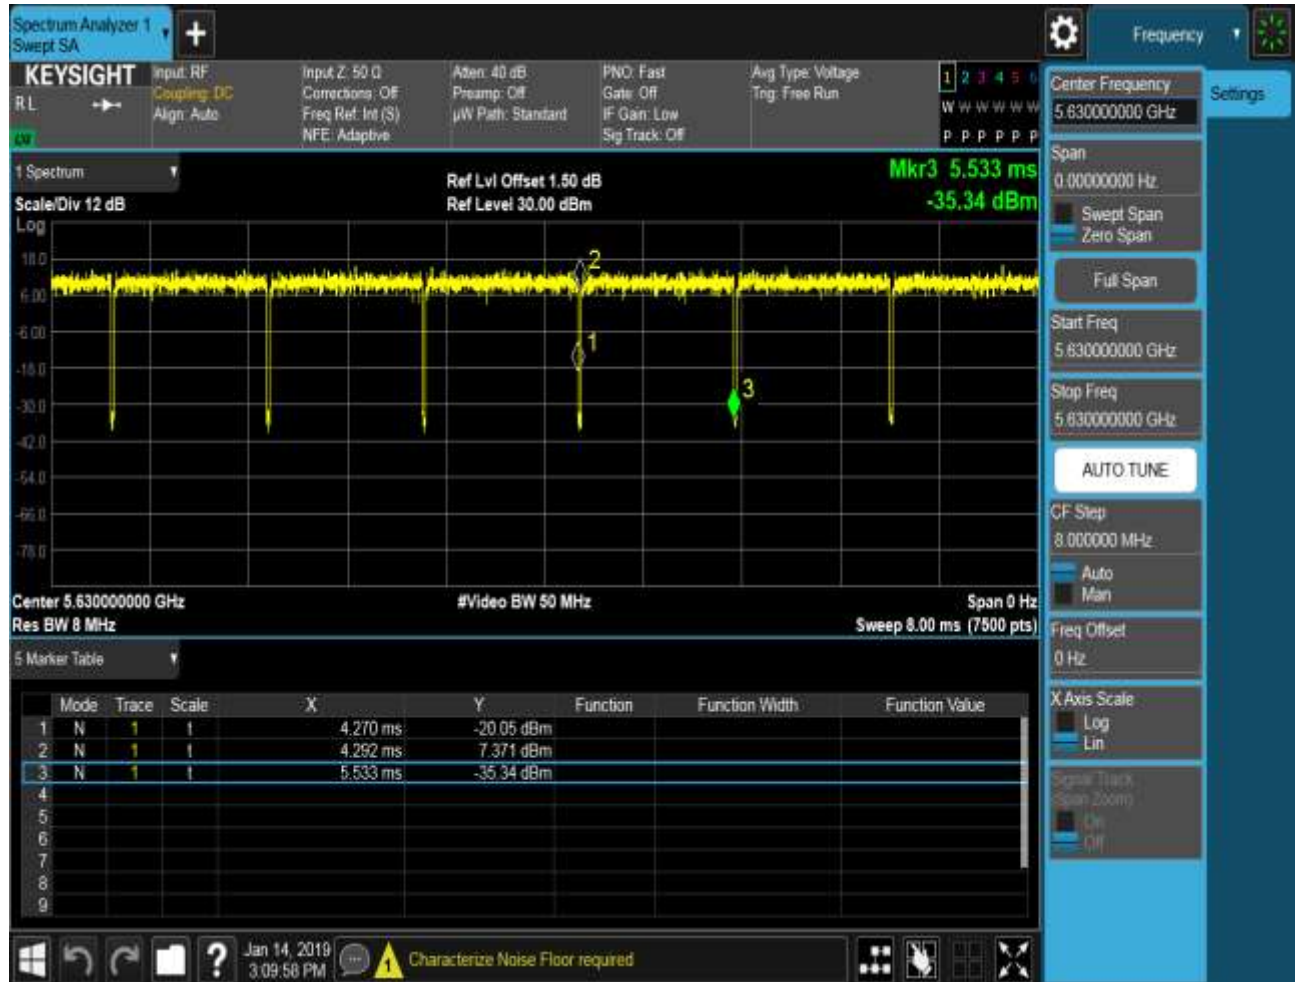 Spectrum Analyzer 1
Swept SA
Frequency
KEYSIGHT
R L
Input: RF
Coupling: DC
Align: Auto
Input Z: 50 Ω
Corrections: Off
Freq Ref: Int (S)
NFE: Adaptive
Atten: 40 dB
Preamp: Off
µW Path: Standard
PNO: Fast
Gate: Off
IF Gain: Low
Sig Track: Off
Avg Type: Voltage
Trig: Free Run
1 2 3 4 5 6
W W W W W W
P P P P P P
1 Spectrum
Scale/Div 12 dB
Ref Lvl Offset 1.50 dB
Ref Level 30.00 dBm
Mkr3 5.533 ms
-35.34 dBm
Log
18.0
6.00
-6.00
-18.0
-30.0
-42.0
-54.0
-66.0
-78.0
2
1
3
Center 5.630000000 GHz
#Video BW 50 MHz
Span 0 Hz
Res BW 8 MHz
Sweep 8.00 ms (7500 pts)
5 Marker Table
Mode Trace Scale X Y Function Function Width Function Value
1 N 1 t 4.270 ms -20.05 dBm
2 N 1 t 4.292 ms 7.371 dBm
3 N 1 t 5.533 ms -35.34 dBm
4
5
6
7
8
9
Jan 14, 2019
3:09:58 PM
Characterize Noise Floor required
Center Frequency
5.630000000 GHz
Settings
Span
0.00000000 Hz
Swept Span
Zero Span
Full Span
Start Freq
5.630000000 GHz
Stop Freq
5.630000000 GHz
AUTO TUNE
CF Step
8.000000 MHz
Auto
Man
Freq Offset
0 Hz
X Axis Scale
Log
Lin
Signal Track
(Span Zoom)
On
Off